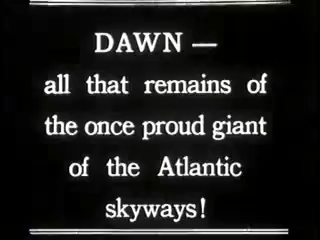 DAWN —
all that remains of
the once proud giant
of the Atlantic
skyways!